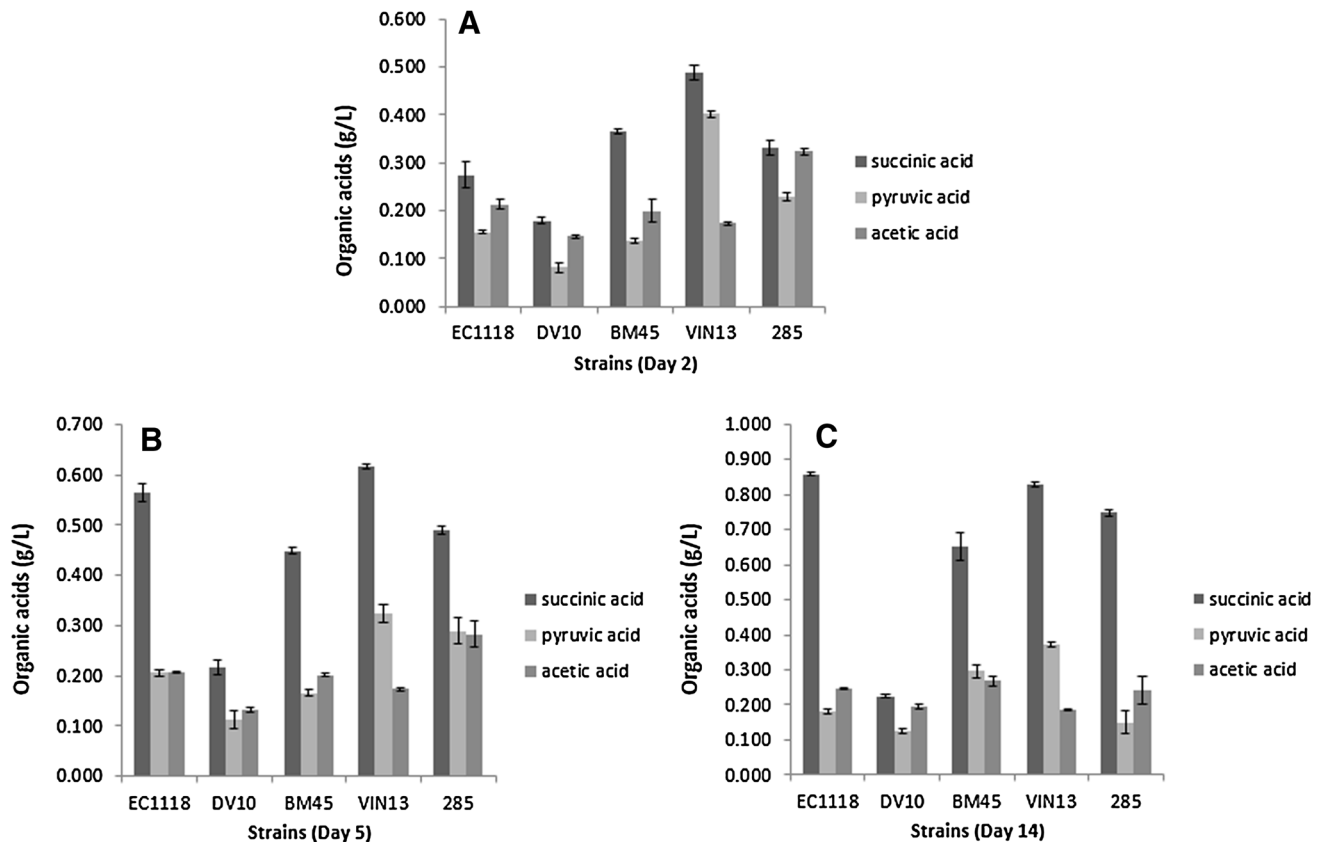 A
0.600
0.500
0.400
0.300
0.200
0.100
0.000
Organic acids (g/L)
EC1118 DV10 BM45 VIN13 285
Strains (Day 2)
succinic acid
pyruvic acid
acetic acid
B
0.700
0.600
0.500
0.400
0.300
0.200
0.100
0.000
Organic acids (g/L)
EC1118 DV10 BM45 VIN13 285
Strains (Day 5)
succinic acid
pyruvic acid
acetic acid
C
1.000
0.900
0.800
0.700
0.600
0.500
0.400
0.300
0.200
0.100
0.000
Organic acids (g/L)
EC1118 DV10 BM45 VIN13 285
Strains (Day 14)
succinic acid
pyruvic acid
acetic acid